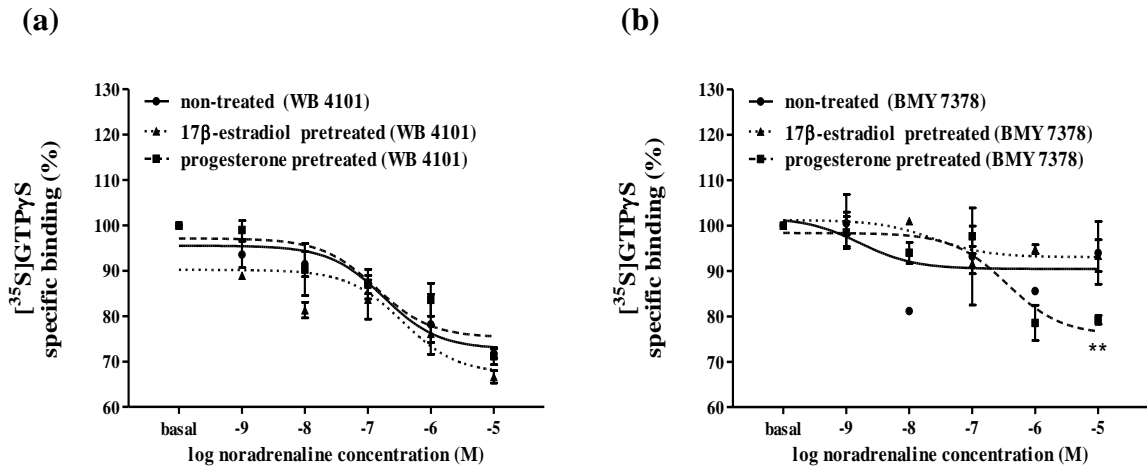 (a)
130
120
110
100
90
80
70
60
[³⁵S]GTPγS
specific binding (%)
non-treated (WB 4101)
17β-estradiol pretreated (WB 4101)
progesterone pretreated (WB 4101)
basal -9 -8 -7 -6 -5
log noradrenaline concentration (M)
(b)
130
120
110
100
90
80
70
60
[³⁵S]GTPγS
specific binding (%)
non-treated (BMY 7378)
17β-estradiol pretreated (BMY 7378)
progesterone pretreated (BMY 7378)
**
basal -9 -8 -7 -6 -5
log noradrenaline concentration (M)